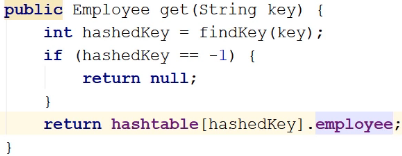 public Employee get(String key) {
    int hashedKey = findKey(key);
    if (hashedKey == -1) {
        return null;
    }
    return hashtable[hashedKey].employee;
}